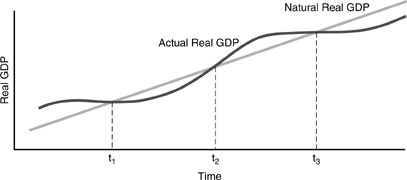 Natural Real GDP
Actual Real GDP
Real GDP
t1
t2
t3
Time